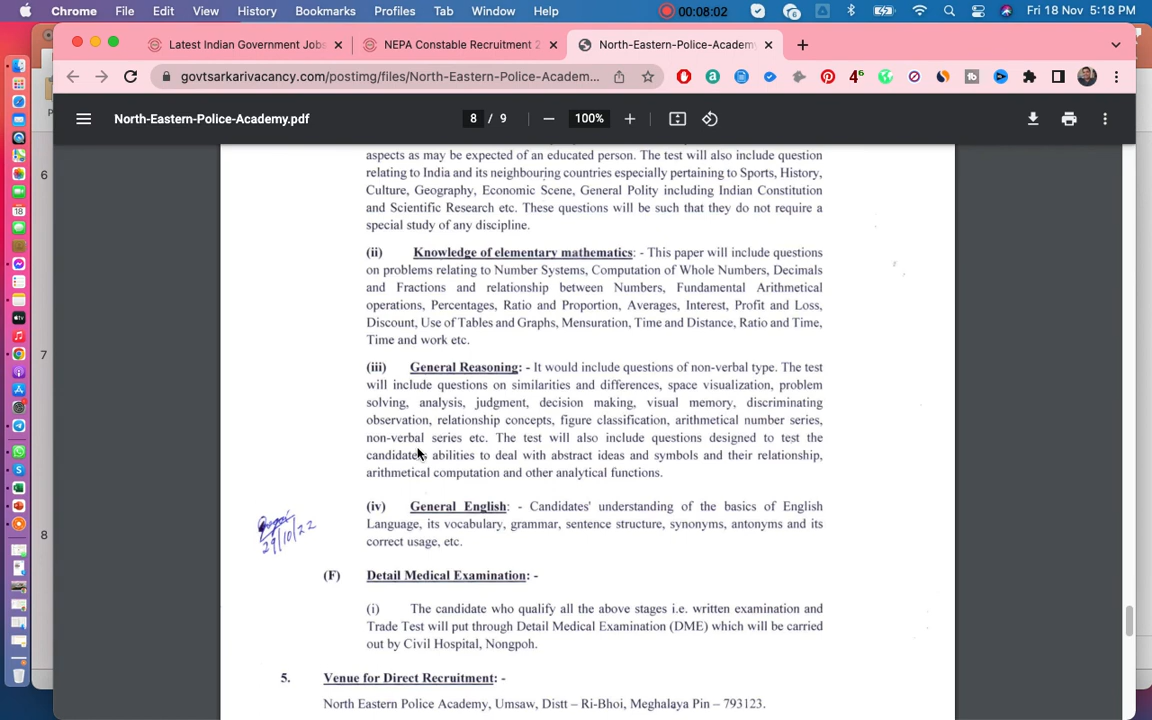 Chrome File Edit View History Bookmarks Profiles Tab Window Help 00:08:02 Fri 18 Nov 5:18 PM
Latest Indian Government Jobs NEPA Constable Recruitment 2 North-Eastern-Police-Academy
govtsarkarivacancy.com/postimg/files/North-Eastern-Police-Academ...
North-Eastern-Police-Academy.pdf 8 / 9 100%
6
7
8
18
aspects as may be expected of an educated person. The test will also include question
relating to India and its neighbouring countries especially pertaining to Sports, History,
Culture, Geography, Economic Scene, General Polity including Indian Constitution
and Scientific Research etc. These questions will be such that they do not require a
special study of any discipline.
(ii) Knowledge of elementary mathematics: - This paper will include questions
on problems relating to Number Systems, Computation of Whole Numbers, Decimals
and Fractions and relationship between Numbers, Fundamental Arithmetical
operations, Percentages, Ratio and Proportion, Averages, Interest, Profit and Loss,
Discount, Use of Tables and Graphs, Mensuration, Time and Distance, Ratio and Time,
Time and work etc.
(iii) General Reasoning: - It would include questions of non-verbal type. The test
will include questions on similarities and differences, space visualization, problem
solving, analysis, judgment, decision making, visual memory, discriminating
observation, relationship concepts, figure classification, arithmetical number series,
non-verbal series etc. The test will also include questions designed to test the
candidates abilities to deal with abstract ideas and symbols and their relationship,
arithmetical computation and other analytical functions.
(iv) General English: - Candidates' understanding of the basics of English
Language, its vocabulary, grammar, sentence structure, synonyms, antonyms and its
correct usage, etc.
29/10/22
(F) Detail Medical Examination: -
(i) The candidate who qualify all the above stages i.e. written examination and
Trade Test will put through Detail Medical Examination (DME) which will be carried
out by Civil Hospital, Nongpoh.
5. Venue for Direct Recruitment: -
North Eastern Police Academy, Umsaw, Distt – Ri-Bhoi, Meghalaya Pin – 793123.